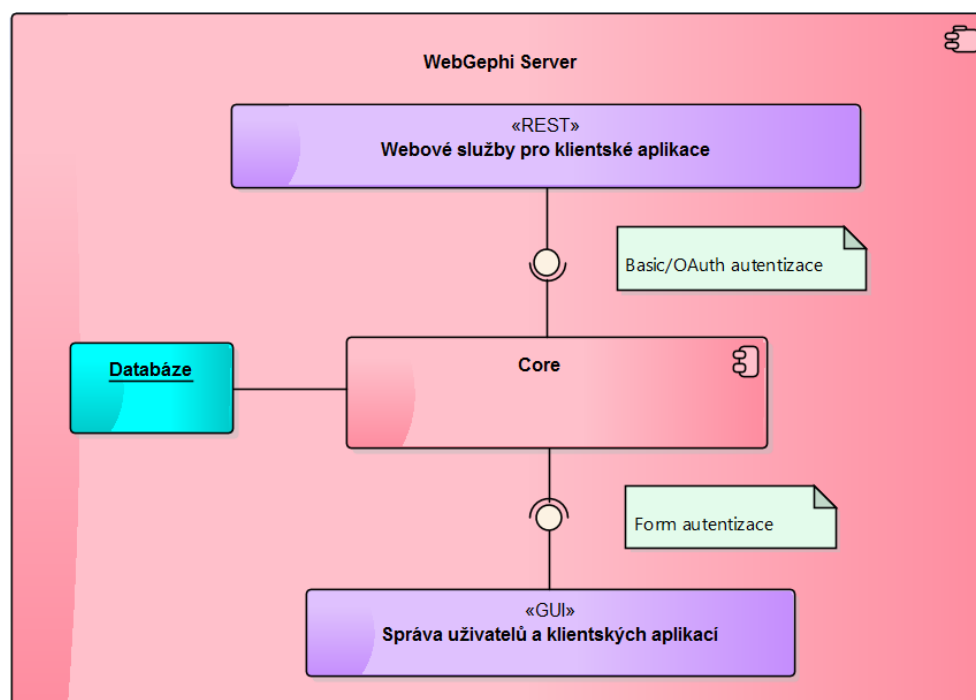 WebGephi Server
«REST»
Webové služby pro klientské aplikace
Basic/OAuth autentizace
Databáze
Core
Form autentizace
«GUI»
Správa uživatelů a klientských aplikací